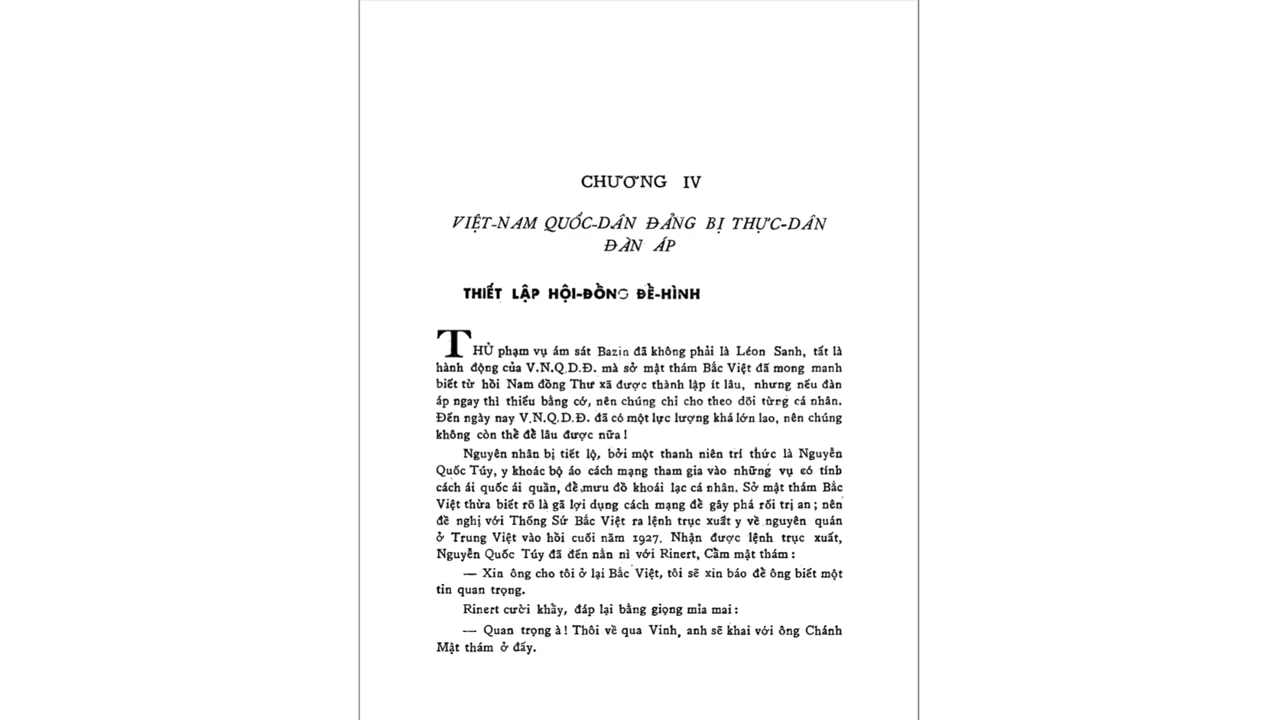 CHƯƠNG IV
VIỆT-NAM QUỐC-DÂN ĐẢNG BỊ THỰC-DÂN
ĐÀN ÁP
THIẾT LẬP HỘI-ĐỒNG ĐỀ-HÌNH
THỦ phạm vụ ám sát Bazin đã không phải là Léon Sanh, tất là
hành động của V.N.Q.D.Đ. mà sở mật thám Bắc Việt đã mong manh
biết từ hồi Nam đồng Thư xã được thành lập ít lâu, nhưng nếu đàn
áp ngay thì thiếu bằng cớ, nên chúng chỉ cho theo dõi từng cá nhân.
Đến ngày nay V.N.Q.D.Đ. đã có một lực lượng khá lớn lao, nên chúng
không còn thể để lâu được nữa !
Nguyên nhân bị tiết lộ, bởi một thanh niên trí thức là Nguyễn
Quốc Túy, y khoác bộ áo cách mạng tham gia vào những vụ có tính
cách ái quốc ái quần, để mưu đồ khoái lạc cá nhân. Sở mật thám Bắc
Việt thừa biết rõ là gã lợi dụng cách mạng để gây phá rối trị an ; nên
đề nghị với Thống Sứ Bắc Việt ra lệnh trục xuất y về nguyên quán
ở Trung Việt vào hồi cuối năm 1927. Nhận được lệnh trục xuất,
Nguyễn Quốc Túy đã đến nằn nì với Rinert, Cẩm mật thám :
— Xin ông cho tôi ở lại Bắc Việt, tôi sẽ xin báo để ông biết một
tin quan trọng.
Rinert cười khẩy, đáp lại bằng giọng mỉa mai :
— Quan trọng à ! Thôi về qua Vinh, anh sẽ khai với ông Chánh
Mật thám ở đấy.